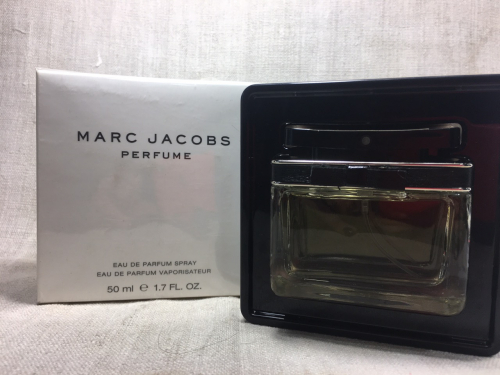 MARC JACOBS
PERFUME
EAU DE PARFUM SPRAY
EAU DE PARFUM VAPORISATEUR
50 ml ℮ 1.7 FL. OZ.